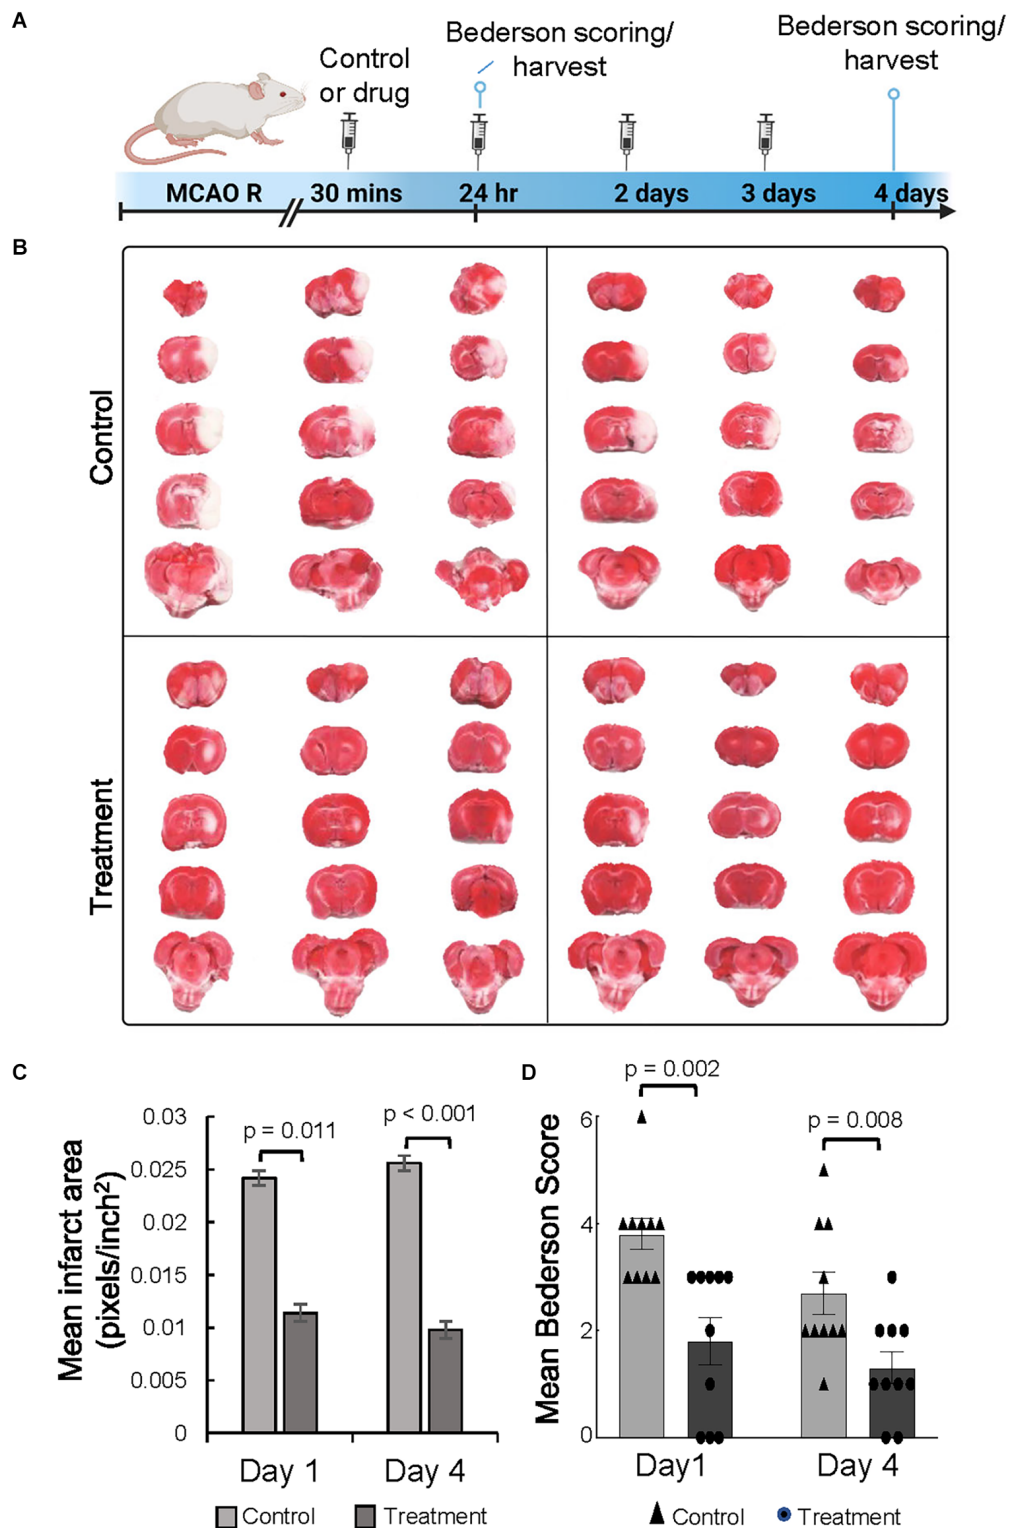 A
Control
or drug
Bederson scoring/
harvest
Bederson scoring/
harvest
MCAO R
30 mins
24 hr
2 days
3 days
4 days
B
Control
Treatment
C
Mean infarct area
(pixels/inch²)
0.03
0.025
0.02
0.015
0.01
0.005
0
p = 0.011
p < 0.001
Day 1
Day 4
Control
Treatment
D
Mean Bederson Score
6
4
2
0
p = 0.002
p = 0.008
Day1
Day 4
Control
Treatment